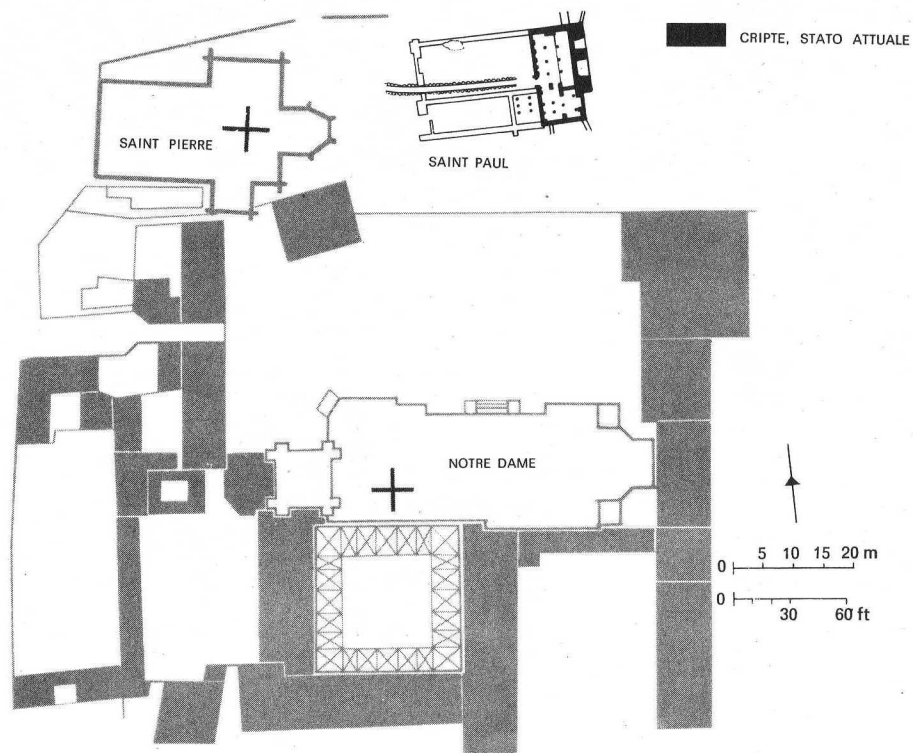 CRIPTE, STATO ATTUALE
SAINT PIERRE
SAINT PAUL
NOTRE DAME
0 5 10 15 20 m
0 30 60 ft